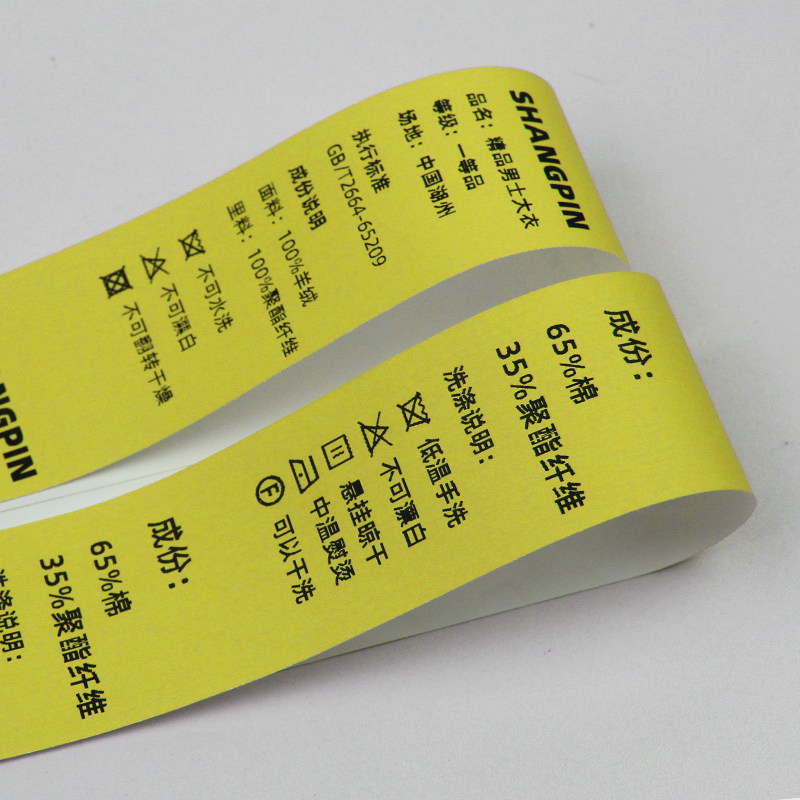 SHANGPIN
品名：精品男士大衣
等级：一等品
场地：中国湖州
执行标准
GB/T2664-65209
成份说明
面料：100%羊绒
里料：100%聚酯纤维
不可水洗
不可漂白
不可翻转干燥
NGPIN
成份：
65%棉
35%聚酯纤维
洗涤说明：
低温手洗
不可漂白
悬挂晾干
中温熨烫
F 可以干洗
成份：
65%棉
35%聚酯纤维
洗涤说明：